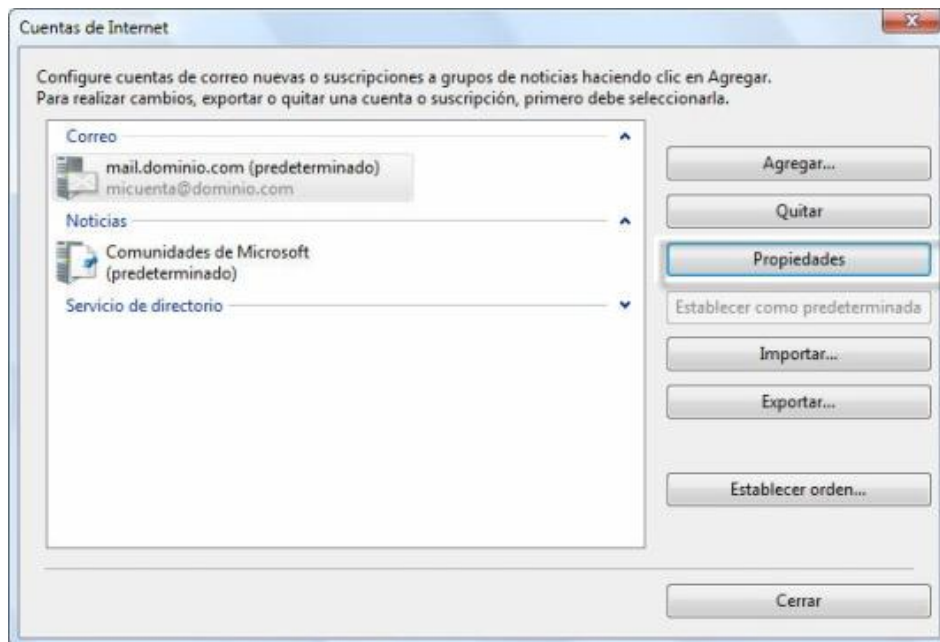 Cuentas de Internet
Configure cuentas de correo nuevas o suscripciones a grupos de noticias haciendo clic en Agregar.
Para realizar cambios, exportar o quitar una cuenta o suscripción, primero debe seleccionarla.
Correo
mail.dominio.com (predeterminado)
micuenta@dominio.com
Noticias
Comunidades de Microsoft
(predeterminado)
Servicio de directorio
Agregar...
Quitar
Propiedades
Establecer como predeterminada
Importar...
Exportar...
Establecer orden...
Cerrar